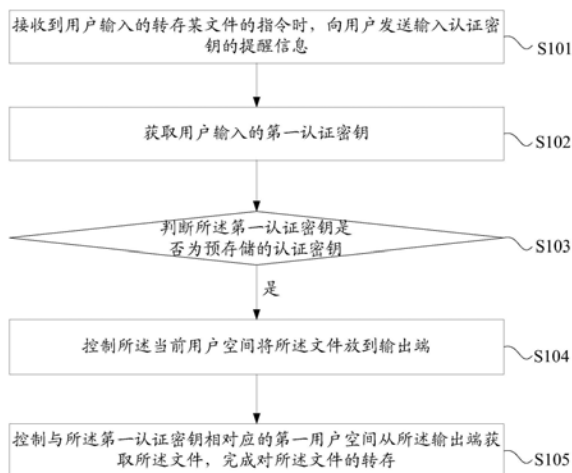 接收到用户输入的转存某文件的指令时，向用户发送输入认证密
钥的提醒信息
S101
获取用户输入的第一认证密钥
S102
判断所述第一认证密钥是
否为预存储的认证密钥
S103
是
控制所述当前用户空间将所述文件放到输出端
S104
控制与所述第一认证密钥相对应的第一用户空间从所述输出端获
取所述文件，完成对所述文件的转存
S105